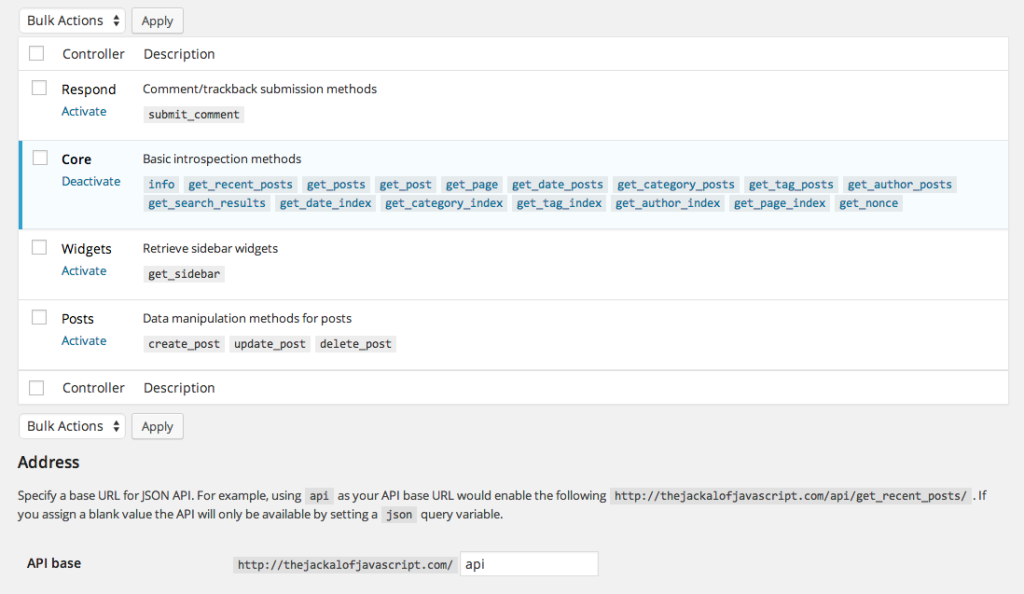 Bulk Actions Apply
Controller Description
Respond Comment/trackback submission methods
Activate submit_comment
Core Basic introspection methods
Deactivate info get_recent_posts get_posts get_post get_page get_date_posts get_category_posts get_tag_posts get_author_posts
get_search_results get_date_index get_category_index get_tag_index get_author_index get_page_index get_nonce
Widgets Retrieve sidebar widgets
Activate get_sidebar
Posts Data manipulation methods for posts
Activate create_post update_post delete_post
Controller Description
Bulk Actions Apply
Address
Specify a base URL for JSON API. For example, using api as your API base URL would enable the following http://thejackalofjavascript.com/api/get_recent_posts/ . If
you assign a blank value the API will only be available by setting a json query variable.
API base http://thejackalofjavascript.com/ api